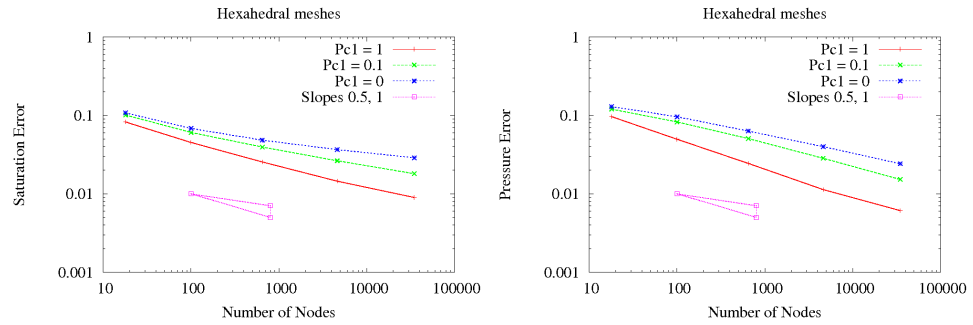 Hexahedral meshes
Saturation Error
1
0.1
0.01
0.001
Pc1 = 1
Pc1 = 0.1
Pc1 = 0
Slopes 0.5, 1
10
100
1000
10000
100000
Number of Nodes
Hexahedral meshes
Pressure Error
1
0.1
0.01
0.001
Pc1 = 1
Pc1 = 0.1
Pc1 = 0
Slopes 0.5, 1
10
100
1000
10000
100000
Number of Nodes